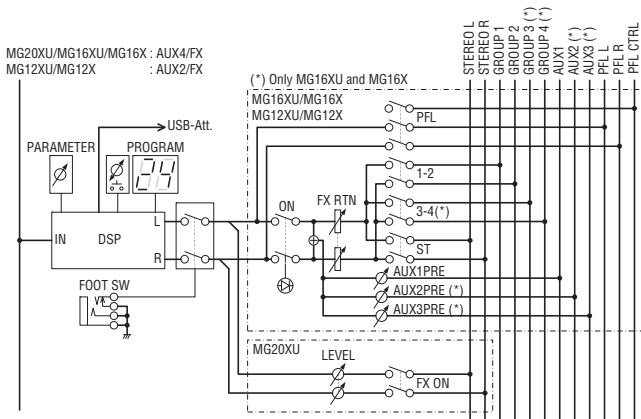 MG20XU/MG16XU/MG16X : AUX4/FX
MG12XU/MG12X : AUX2/FX
STEREO L
STEREO R
GROUP 1
GROUP 2
GROUP 3 (*)
GROUP 4 (*)
AUX1
AUX2 (*)
AUX3 (*)
PFL L
PFL R
PFL CTRL
(*) Only MG16XU and MG16X
MG16XU/MG16X
MG12XU/MG12X
PFL
USB-Att.
PARAMETER
PROGRAM
24
ON
FX RTN
1-2
3-4(*)
ST
IN
DSP
L
R
FOOT SW
AUX1PRE
AUX2PRE (*)
AUX3PRE (*)
MG20XU
LEVEL
FX ON